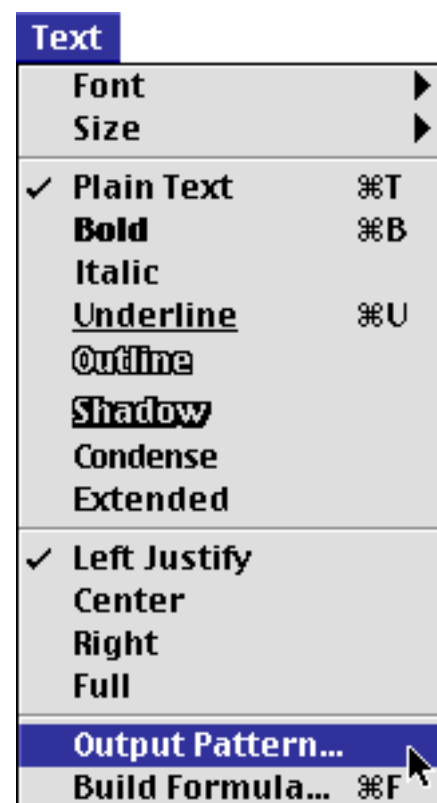 Text
Font ▶
Size ▶
✓ Plain Text ⌘T
Bold ⌘B
Italic
Underline ⌘U
Outline
Shadow
Condense
Extended
✓ Left Justify
Center
Right
Full
Output Pattern...
Build Formula... ⌘F